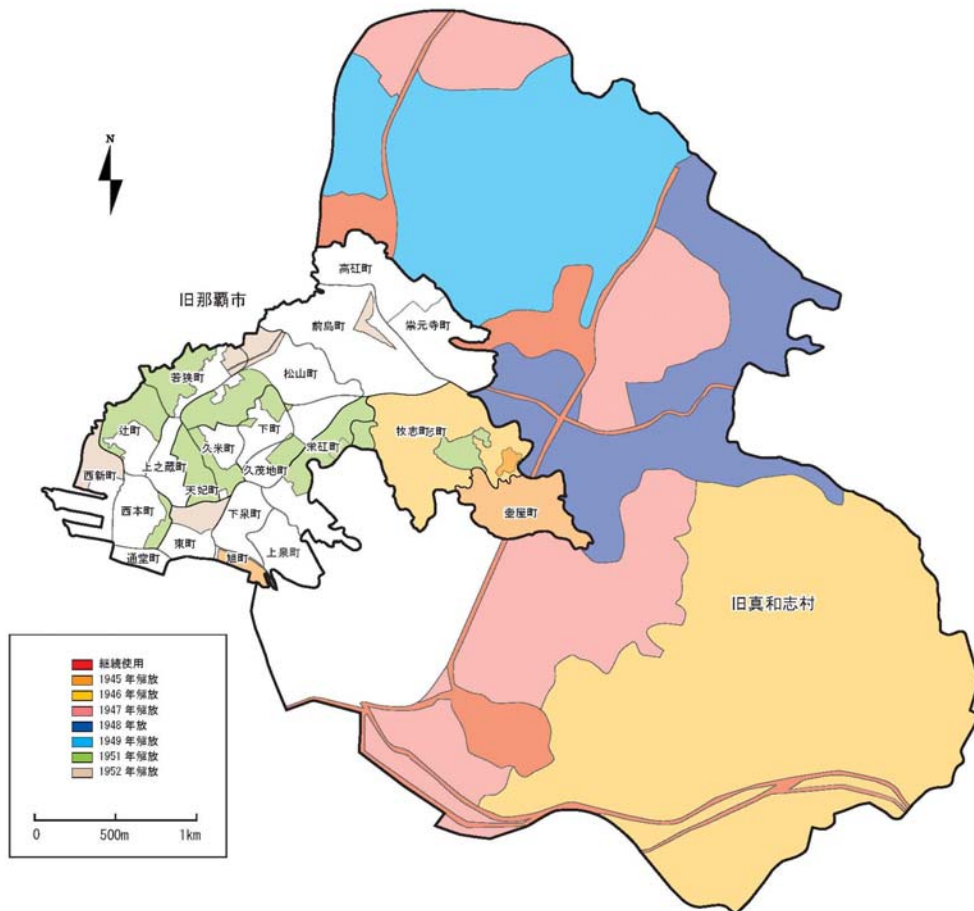 N
高矼町
旧那覇市
前島町
崇元寺町
若狭町
松山町
辻町
久米町
下町
栄矼町
牧志町
西新町
上之蔵町
久茂地町
天妃町
壷屋町
西本町
下泉町
東町
上泉町
通堂町
旭町
旧真和志村
継続使用
1945 年解放
1946 年解放
1947 年解放
1948 年放
1949 年解放
1951 年解放
1952 年解放
0 500m 1km